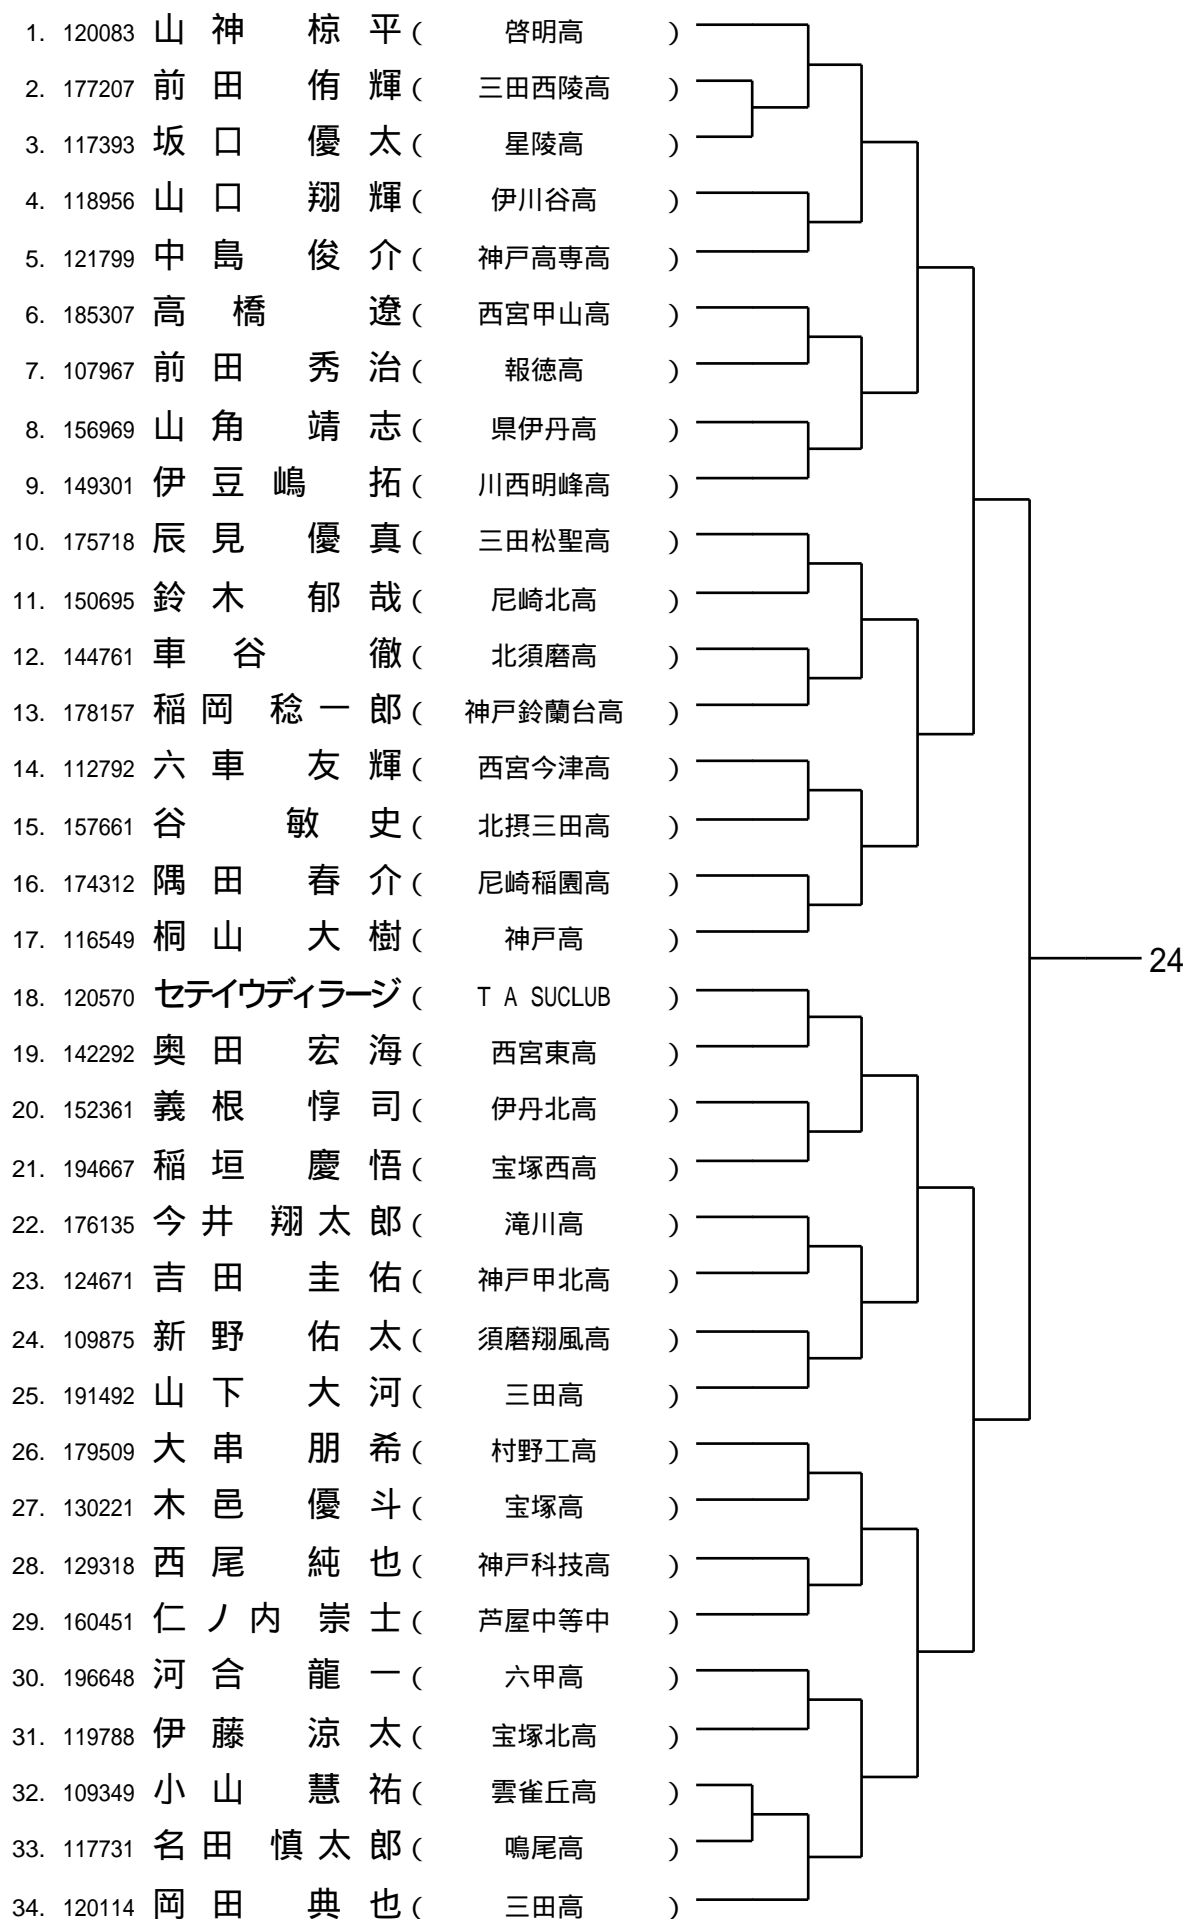 1. 120083 山神 椋平 ( 啓明高 )
2. 177207 前田 侑輝 ( 三田西陵高 )
3. 117393 坂口 優太 ( 星陵高 )
4. 118956 山口 翔輝 ( 伊川谷高 )
5. 121799 中島 俊介 ( 神戸高専高 )
6. 185307 高橋 遼 ( 西宮甲山高 )
7. 107967 前田 秀治 ( 報徳高 )
8. 156969 山角 靖志 ( 県伊丹高 )
9. 149301 伊豆嶋 拓 ( 川西明峰高 )
10. 175718 辰見 優真 ( 三田松聖高 )
11. 150695 鈴木 郁哉 ( 尼崎北高 )
12. 144761 車谷 徹 ( 北須磨高 )
13. 178157 稲岡 稔一郎 ( 神戸鈴蘭台高 )
14. 112792 六車 友輝 ( 西宮今津高 )
15. 157661 谷 敏史 ( 北摂三田高 )
16. 174312 隅田 春介 ( 尼崎稲園高 )
17. 116549 桐山 大樹 ( 神戸高 )
24
18. 120570 セテイウディラージ ( T A SUCLUB )
19. 142292 奥田 宏海 ( 西宮東高 )
20. 152361 義根 惇司 ( 伊丹北高 )
21. 194667 稲垣 慶悟 ( 宝塚西高 )
22. 176135 今井 翔太郎 ( 滝川高 )
23. 124671 吉田 圭佑 ( 神戸甲北高 )
24. 109875 新野 佑太 ( 須磨翔風高 )
25. 191492 山下 大河 ( 三田高 )
26. 179509 大串 朋希 ( 村野工高 )
27. 130221 木邑 優斗 ( 宝塚高 )
28. 129318 西尾 純也 ( 神戸科技高 )
29. 160451 仁ノ内 崇士 ( 芦屋中等中 )
30. 196648 河合 龍一 ( 六甲高 )
31. 119788 伊藤 涼太 ( 宝塚北高 )
32. 109349 小山 慧祐 ( 雲雀丘高 )
33. 117731 名田 慎太郎 ( 鳴尾高 )
34. 120114 岡田 典也 ( 三田高 )